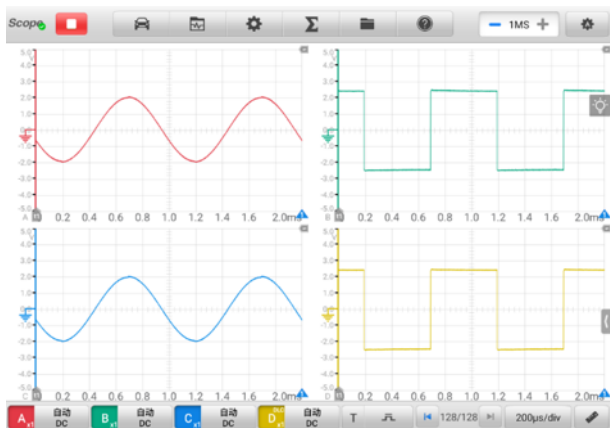 Scope
1MS
5.0 V 4.0 3.0 2.0 1.0 0.0 -1.0 -2.0 -3.0 -4.0 -5.0
A 0.2 0.4 0.6 0.8 1.0 1.2 1.4 1.6 2.0ms
5.0 V 4.0 3.0 2.0 1.0 0.0 -1.0 -2.0 -3.0 -4.0 -5.0
B 0.2 0.4 0.6 0.8 1.0 1.2 1.4 1.6 2.0ms
5.0 V 4.0 3.0 2.0 1.0 0.0 -1.0 -2.0 -3.0 -4.0 -5.0
C 0.2 0.4 0.6 0.8 1.0 1.2 1.4 1.6 2.0ms
5.0 V 4.0 3.0 2.0 1.0 0.0 -1.0 -2.0 -3.0 -4.0 -5.0
D 0.2 0.4 0.6 0.8 1.0 1.2 1.4 1.6 2.0ms
A x1 自动 DC B x1 自动 DC C x1 自动 DC D x1 自动 DC T 128/128 200μs/div